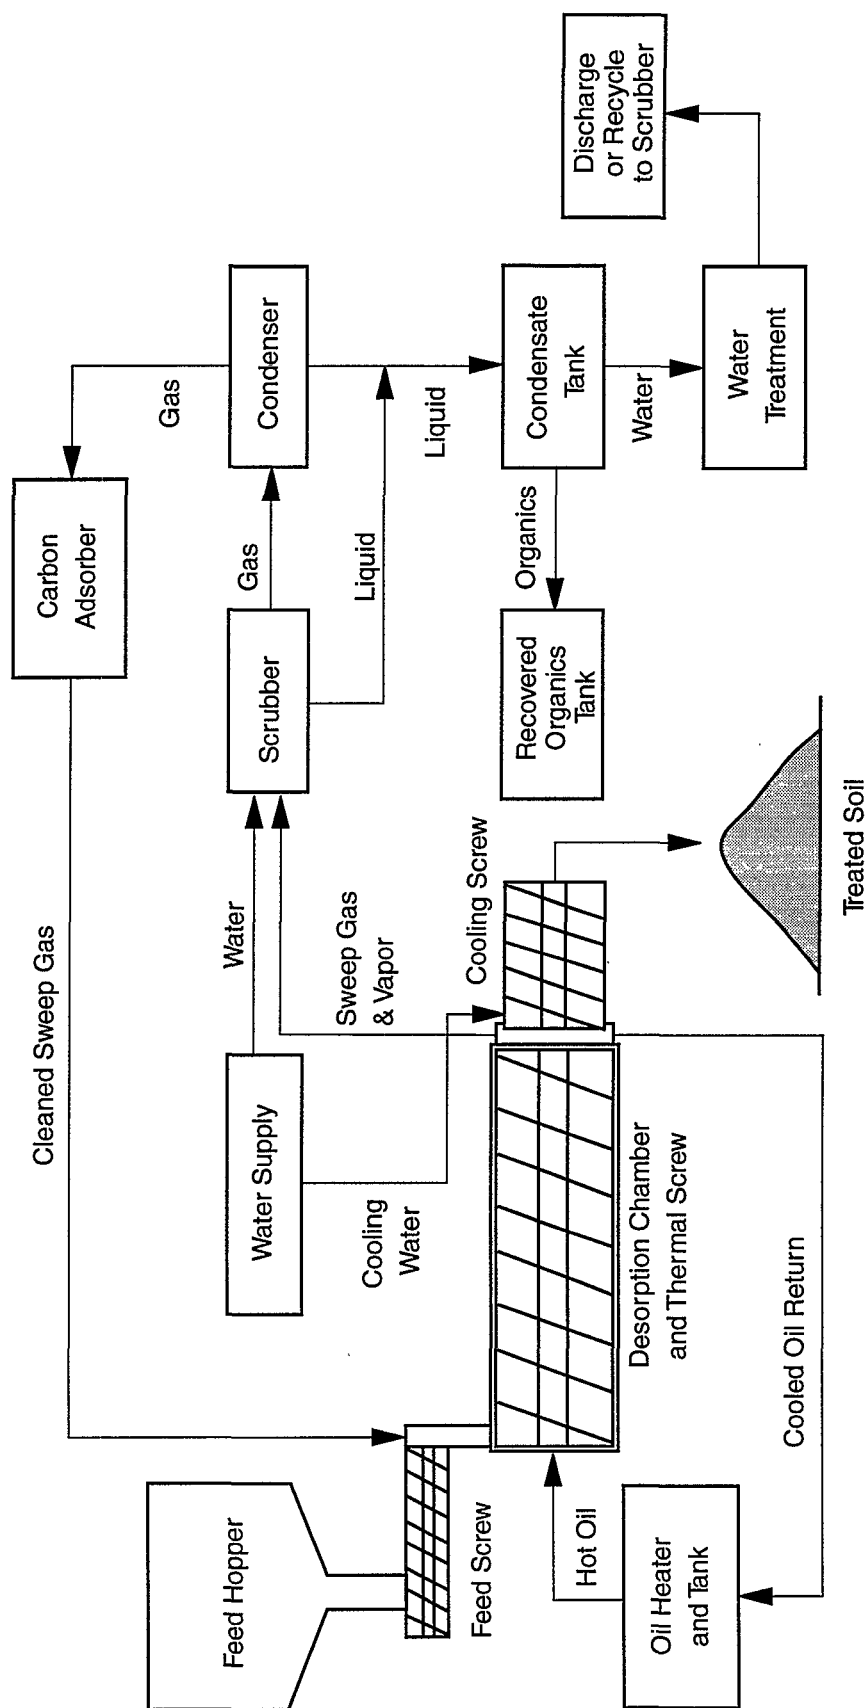 Cleaned Sweep Gas
Carbon
Adsorber
Gas
Feed Hopper
Water Supply
Water
Scrubber
Gas
Condenser
Cooling
Water
Sweep Gas
& Vapor
Liquid
Liquid
Feed Screw
Cooling Screw
Organics
Condensate
Tank
Recovered
Organics
Tank
Hot Oil
Desorption Chamber
and Thermal Screw
Water
Discharge
or Recycle
to Scrubber
Oil Heater
and Tank
Cooled Oil Return
Water
Treatment
Treated Soil